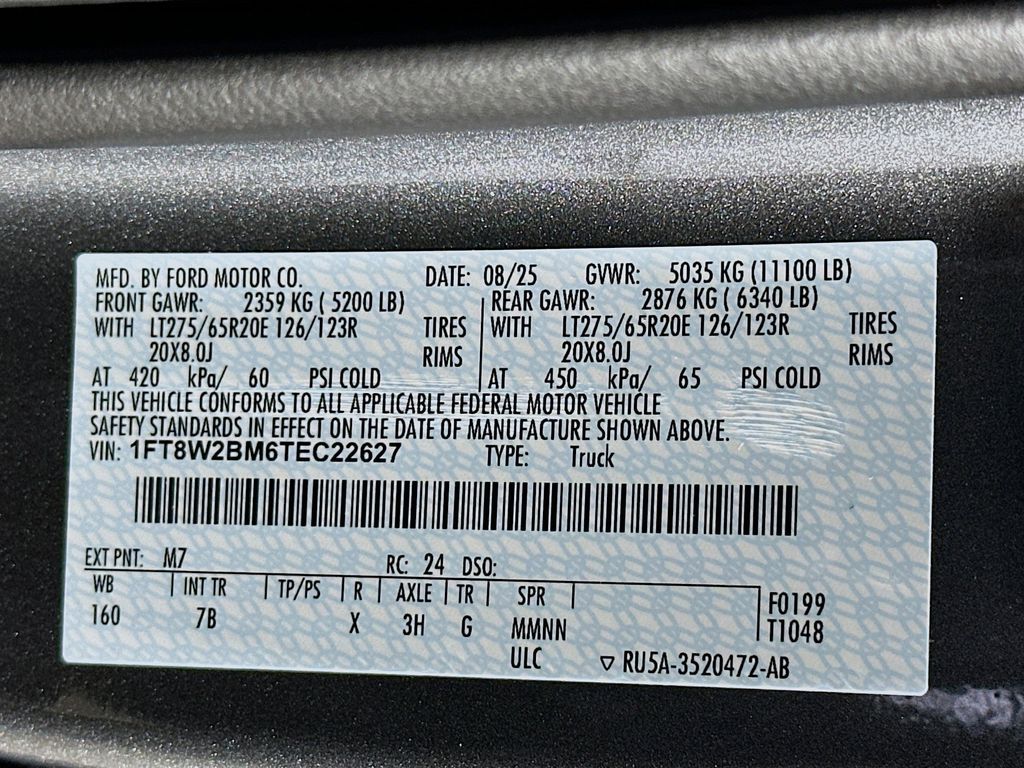 MFD. BY FORD MOTOR CO. DATE: 08/25 GVWR: 5035 KG (11100 LB)
FRONT GAWR: 2359 KG ( 5200 LB) REAR GAWR: 2876 KG ( 6340 LB)
WITH LT275/65R20E 126/123R TIRES WITH LT275/65R20E 126/123R TIRES
20X8.0J RIMS 20X8.0J RIMS
AT 420 kPa/ 60 PSI COLD AT 450 kPa/ 65 PSI COLD
THIS VEHICLE CONFORMS TO ALL APPLICABLE FEDERAL MOTOR VEHICLE
SAFETY STANDARDS IN EFFECT ON THE DATE OF MANUFACTURE SHOWN ABOVE.
VIN: 1FT8W2BM6TEC22627 TYPE: Truck
EXT PNT: M7 RC: 24 DSO:
WB INT TR TP/PS R AXLE TR SPR F0199
160 7B X 3H G MMNN T1048
ULC ▽ RU5A-3520472-AB